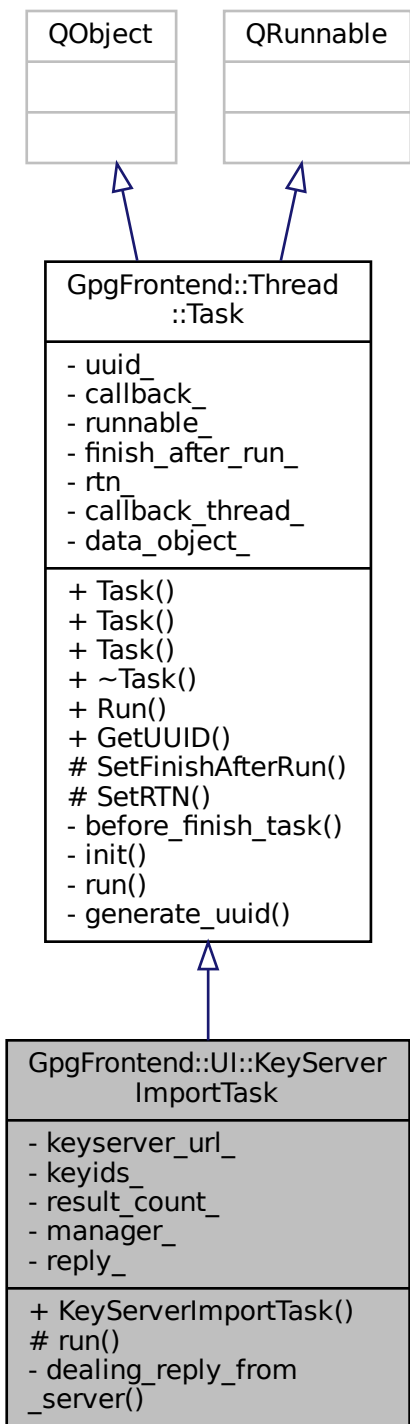 QObject
QRunnable
GpgFrontend::Thread
::Task
- uuid_
- callback_
- runnable_
- finish_after_run_
- rtn_
- callback_thread_
- data_object_
+ Task()
+ Task()
+ Task()
+ ~Task()
+ Run()
+ GetUUID()
# SetFinishAfterRun()
# SetRTN()
- before_finish_task()
- init()
- run()
- generate_uuid()
GpgFrontend::UI::KeyServer
ImportTask
- keyserver_url_
- keyids_
- result_count_
- manager_
- reply_
+ KeyServerImportTask()
# run()
- dealing_reply_from
_server()